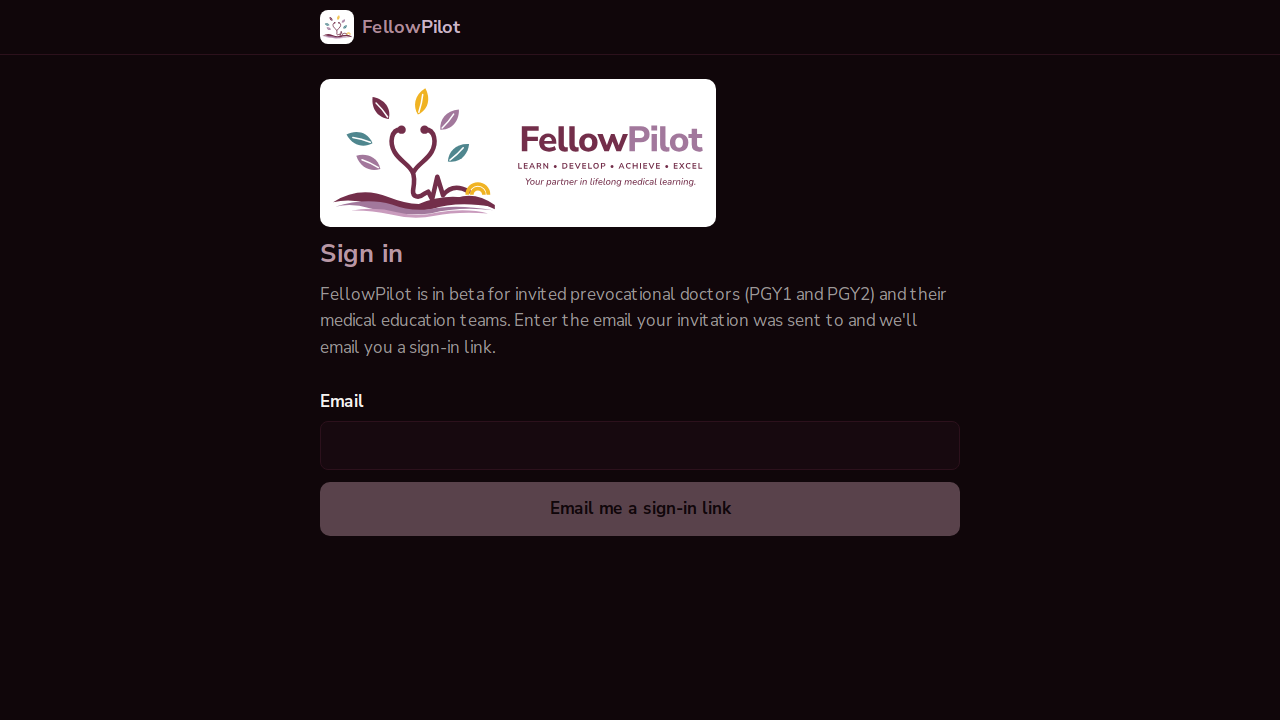 FellowPilot
FellowPilot
LEARN • DEVELOP • ACHIEVE • EXCEL
Your partner in lifelong medical learning.
Sign in
FellowPilot is in beta for invited prevocational doctors (PGY1 and PGY2) and their
medical education teams. Enter the email your invitation was sent to and we'll
email you a sign-in link.
Email
Email me a sign-in link